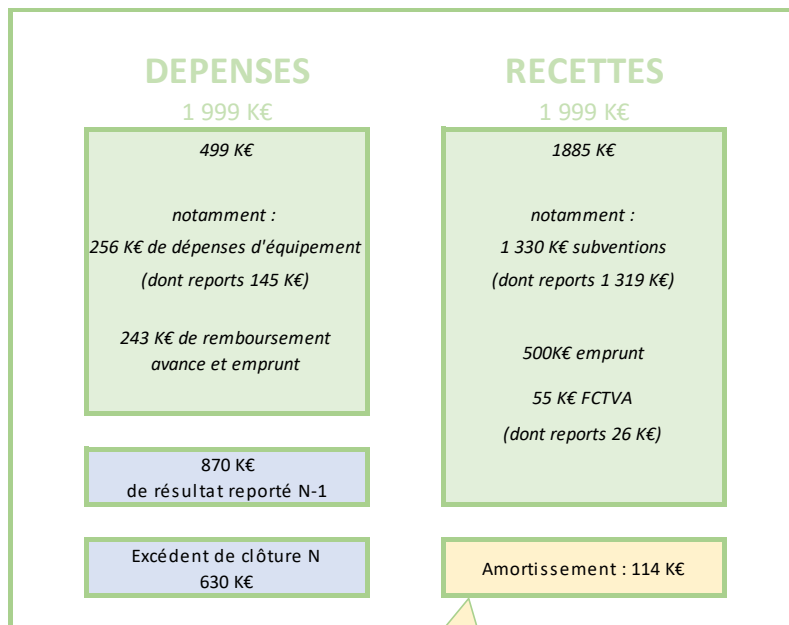 DEPENSES
1 999 K€
499 K€
notamment :
256 K€ de dépenses d'équipement
(dont reports 145 K€)
243 K€ de remboursement
avance et emprunt
870 K€
de résultat reporté N-1
Excédent de clôture N
630 K€
RECETTES
1 999 K€
1885 K€
notamment :
1 330 K€ subventions
(dont reports 1 319 K€)
500K€ emprunt
55 K€ FCTVA
(dont reports 26 K€)
Amortissement : 114 K€